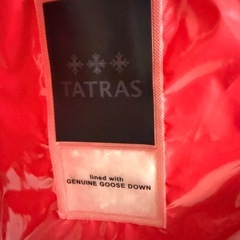 TATRAS
lined with
GENUINE GOOSE DOWN